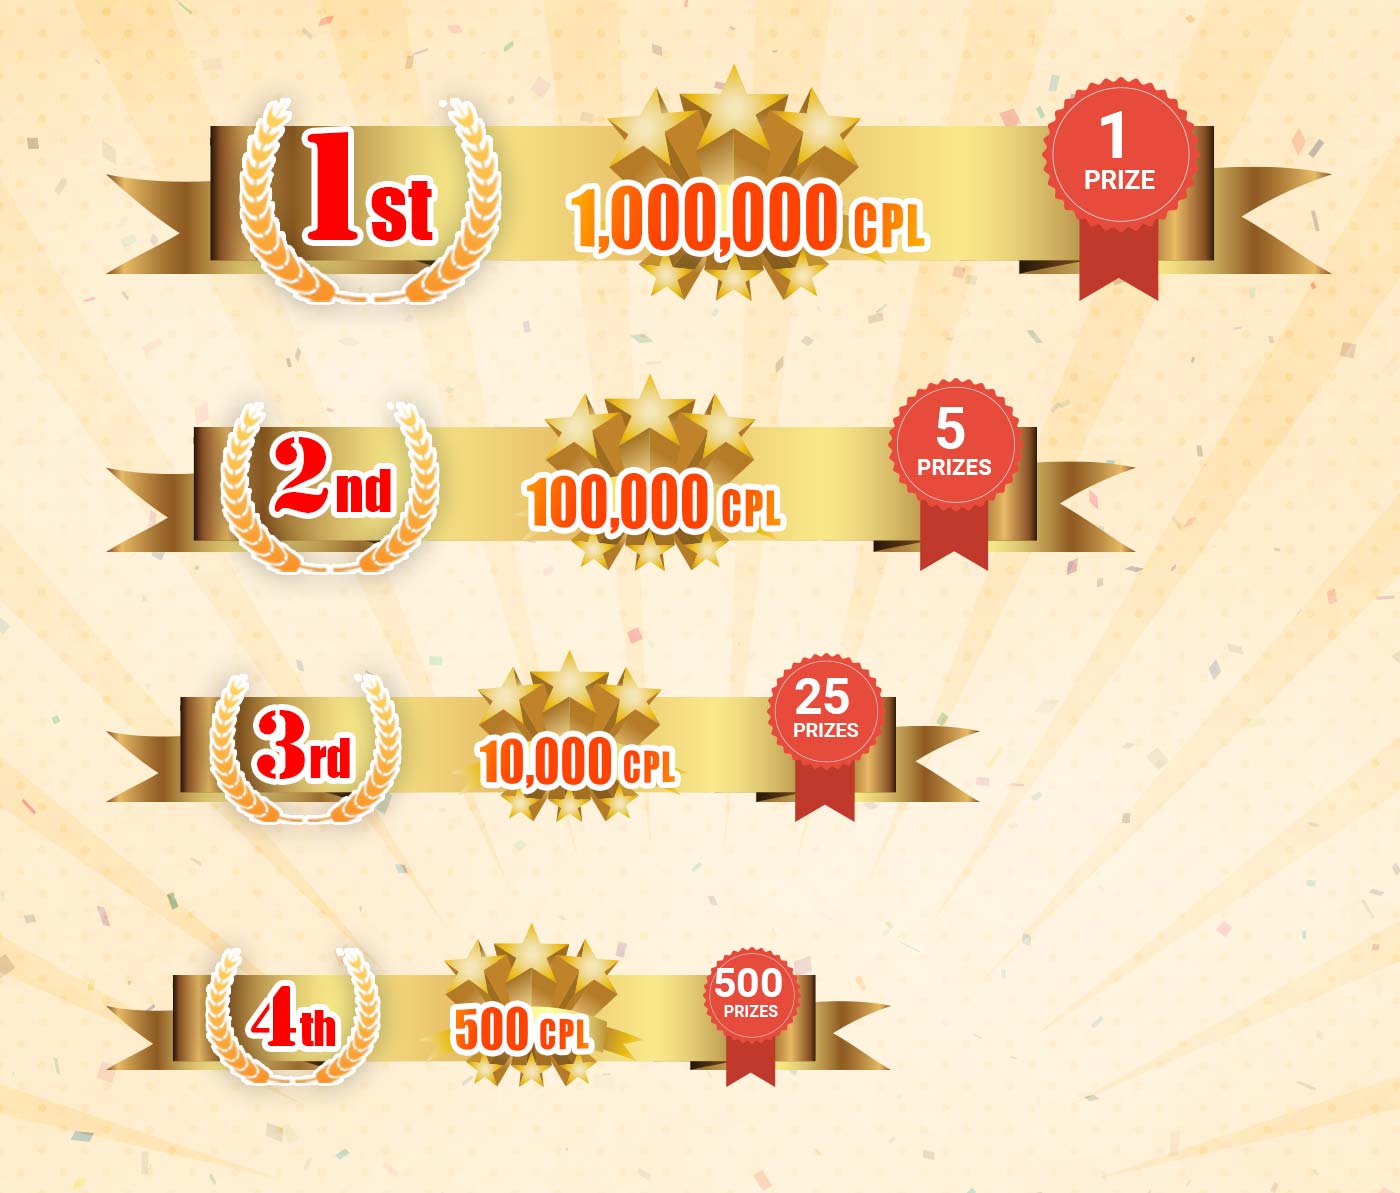 1st
1,000,000 CPL
1
PRIZE
2nd
100,000 CPL
5
PRIZES
3rd
10,000 CPL
25
PRIZES
4th
500 CPL
500
PRIZES